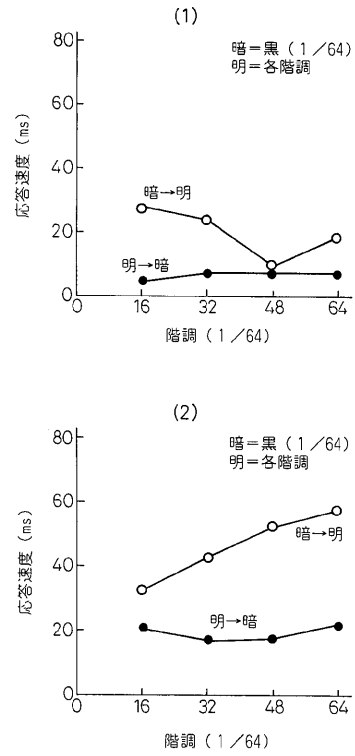 (1)
暗=黒(1/64)
明=各階調
80
60
40
20
0
応答速度(ms)
暗→明
明→暗
0 16 32 48 64
階調(1/64)
(2)
暗=黒(1/64)
明=各階調
80
60
40
20
0
応答速度(ms)
暗→明
明→暗
0 16 32 48 64
階調(1/64)